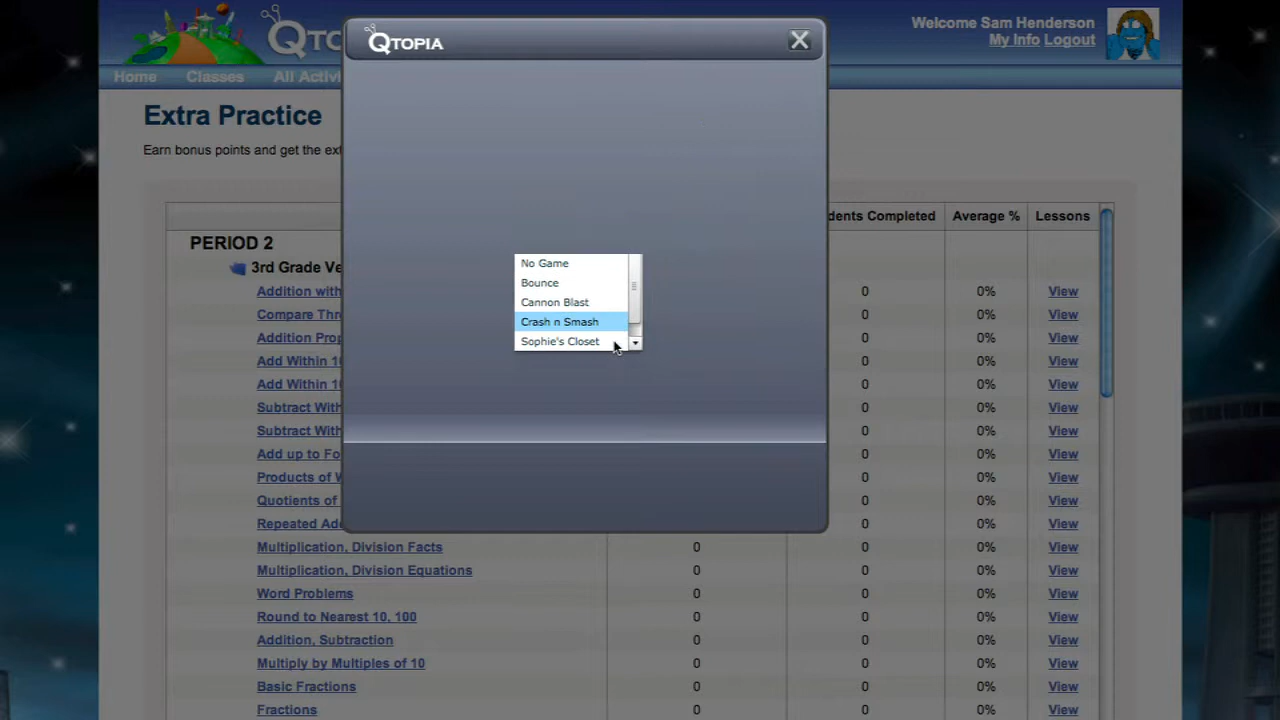 QTO
Welcome Sam Henderson
My Info Logout
QTOPIA
Home Classes All Activi
Extra Practice
Earn bonus points and get the ext
dents Completed Average % Lessons
PERIOD 2
3rd Grade Ve
No Game
Bounce
Cannon Blast
Crash n Smash
Sophie's Closet
Addition with 0 0% View
Compare Thr 0 0% View
Addition Prop 0 0% View
Add Within 10 0 0% View
Add Within 10 0 0% View
Subtract With 0 0% View
Subtract With 0 0% View
Add up to Fo 0 0% View
Products of W 0 0% View
Quotients of 0 0% View
Repeated Add 0 0% View
Multiplication, Division Facts 0 0 0% View
Multiplication, Division Equations 0 0 0% View
Word Problems 0 0 0% View
Round to Nearest 10, 100 0 0 0% View
Addition, Subtraction 0 0 0% View
Multiply by Multiples of 10 0 0 0% View
Basic Fractions 0 0 0% View
Fractions 0 0 0% View